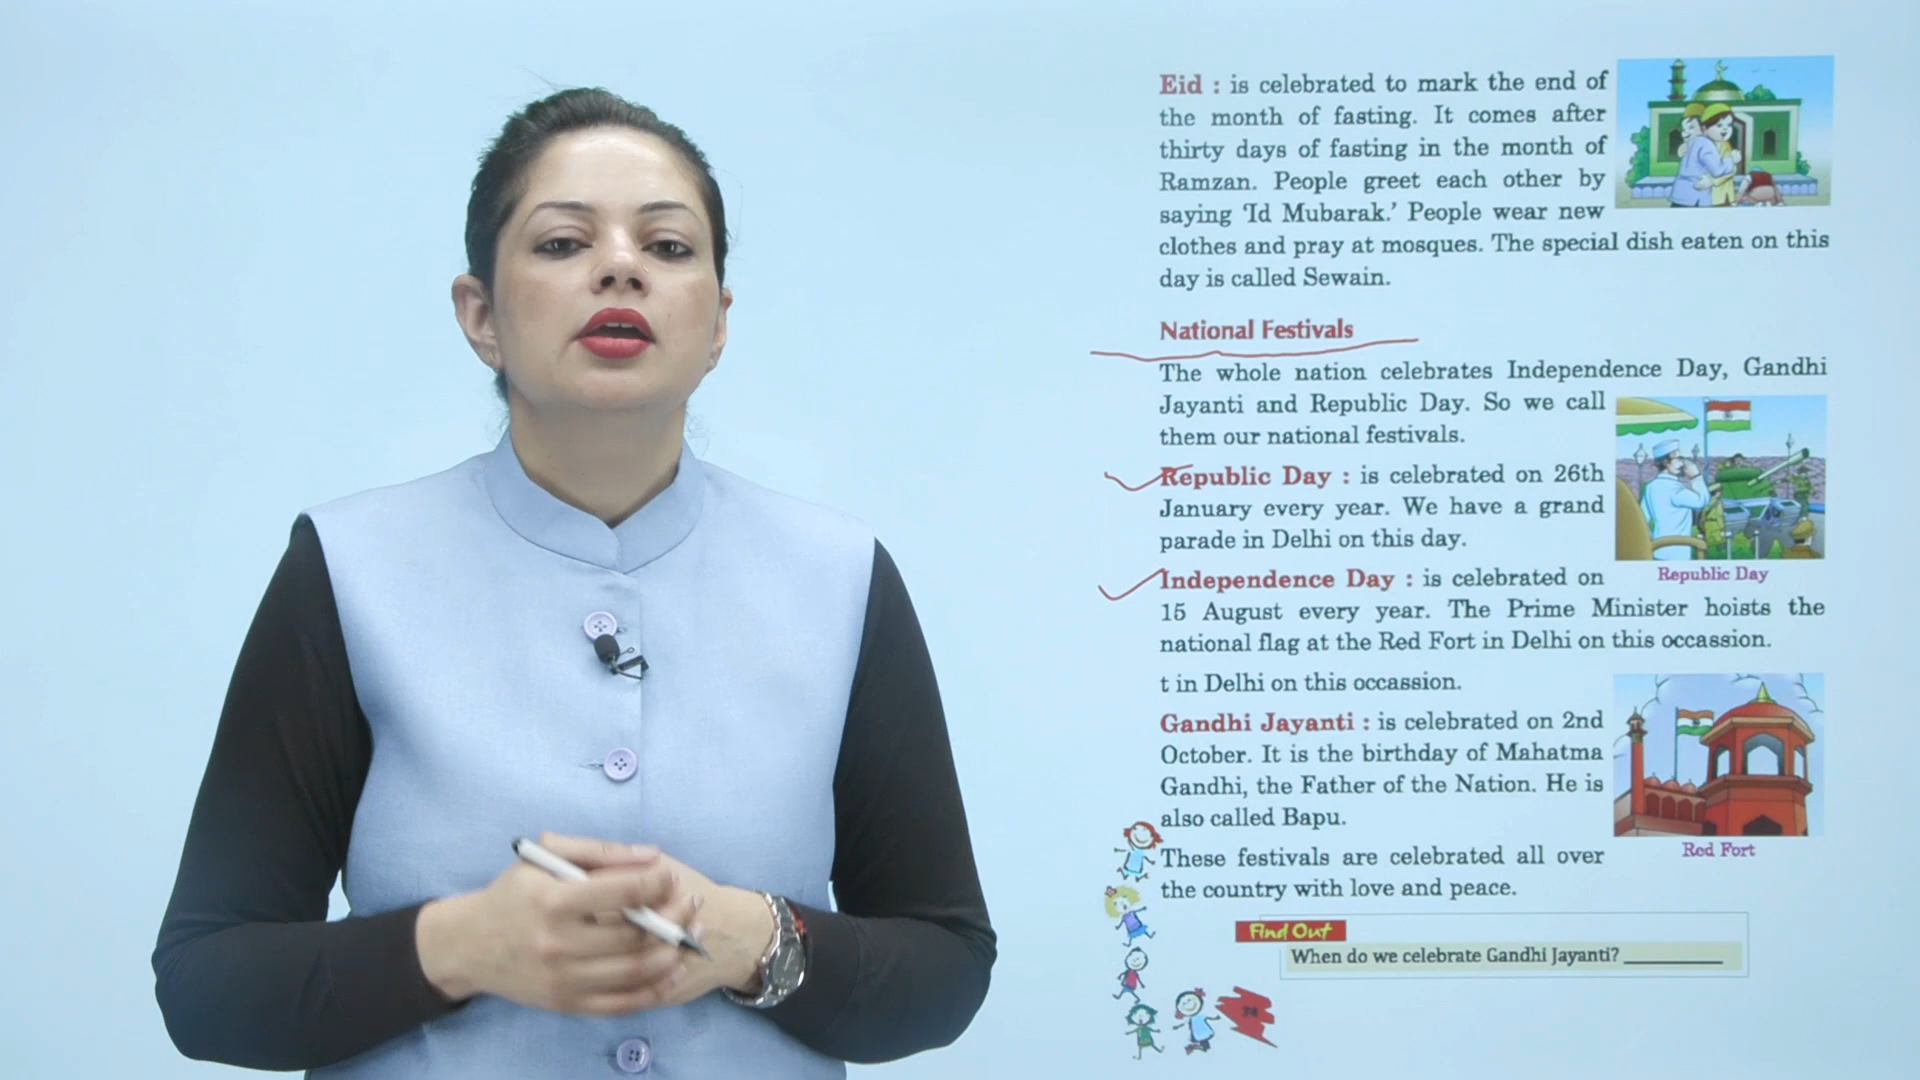 Eid : is celebrated to mark the end of
the month of fasting. It comes after
thirty days of fasting in the month of
Ramzan. People greet each other by
saying 'Id Mubarak.' People wear new
clothes and pray at mosques. The special dish eaten on this
day is called Sewain.
National Festivals
The whole nation celebrates Independence Day, Gandhi
Jayanti and Republic Day. So we call
them our national festivals.
Republic Day : is celebrated on 26th
January every year. We have a grand
parade in Delhi on this day.
Republic Day
Independence Day : is celebrated on
15 August every year. The Prime Minister hoists the
national flag at the Red Fort in Delhi on this occassion.
t in Delhi on this occassion.
Gandhi Jayanti : is celebrated on 2nd
October. It is the birthday of Mahatma
Gandhi, the Father of the Nation. He is
also called Bapu.
Red Fort
These festivals are celebrated all over
the country with love and peace.
Find Out
When do we celebrate Gandhi Jayanti? __________
74